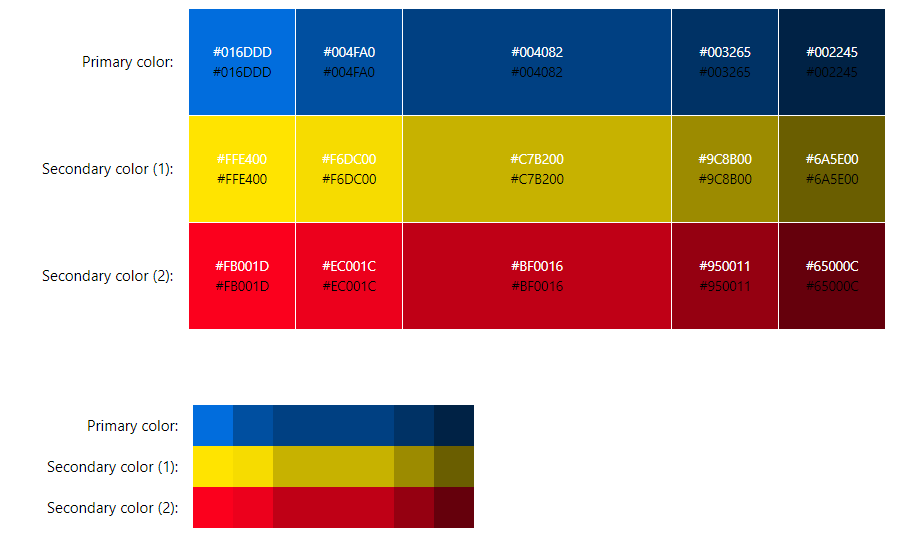 Primary color:
#016DDD #004FA0 #004082 #003265 #002245
#016DDD #004FA0 #004082 #003265 #002245
Secondary color (1):
#FFE400 #F6DC00 #C7B200 #9C8B00 #6A5E00
#FFE400 #F6DC00 #C7B200 #9C8B00 #6A5E00
Secondary color (2):
#FB001D #EC001C #BF0016 #950011 #65000C
#FB001D #EC001C #BF0016 #950011 #65000C
Primary color:
Secondary color (1):
Secondary color (2):